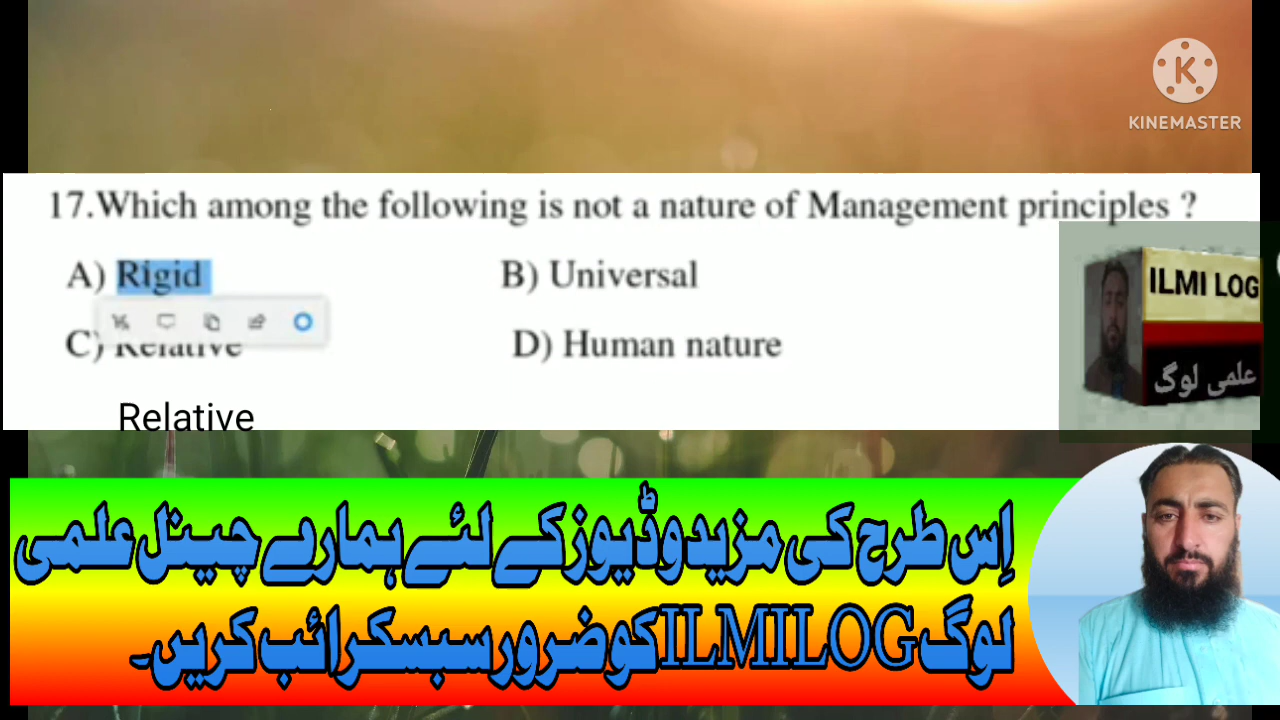 KINEMASTER
17.Which among the following is not a nature of Management principles ?
A) Rigid
B) Universal
C) Relative
D) Human nature
Relative
ILMI LOG
علمی لوگ
اِس طرح کی مزید وڈیوز کے لئے ہمارے چینل علمی
لوگ ILMILOG کو ضرور سبسکرائب کریں۔